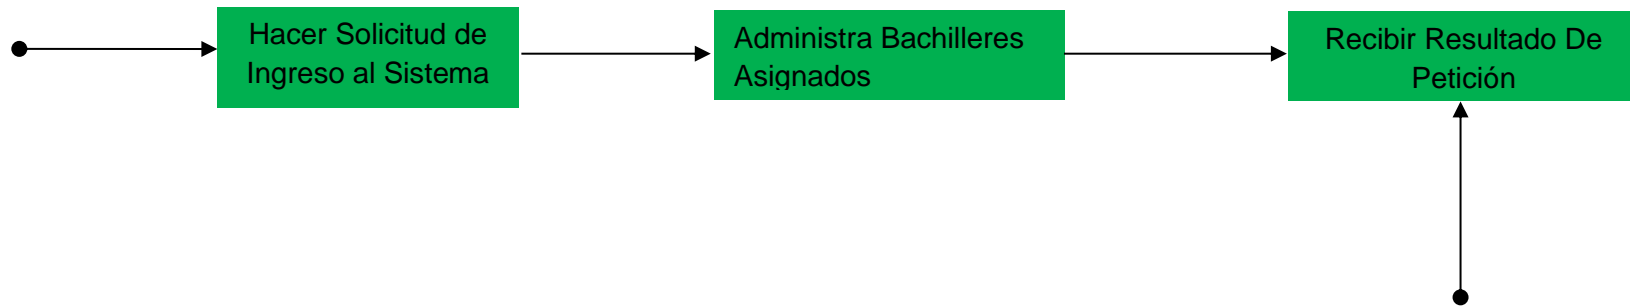 Hacer Solicitud de
Ingreso al Sistema
Administra Bachilleres
Asignados
Recibir Resultado De
Petición